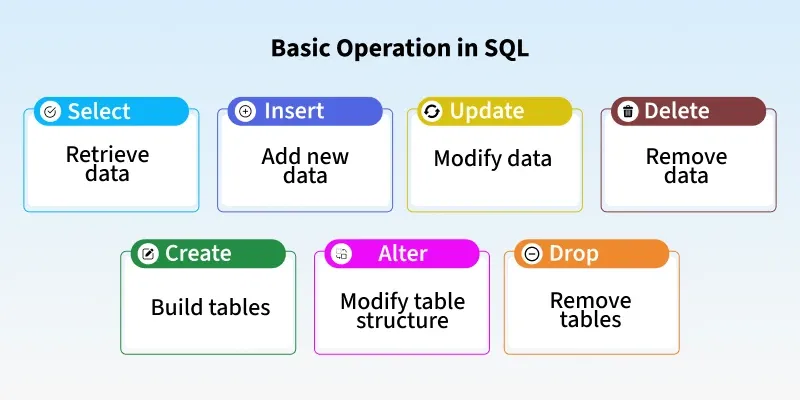 Basic Operation in SQL
Select
Retrieve
data
Insert
Add new
data
Update
Modify data
Delete
Remove
data
Create
Build tables
Alter
Modify table
structure
Drop
Remove
tables